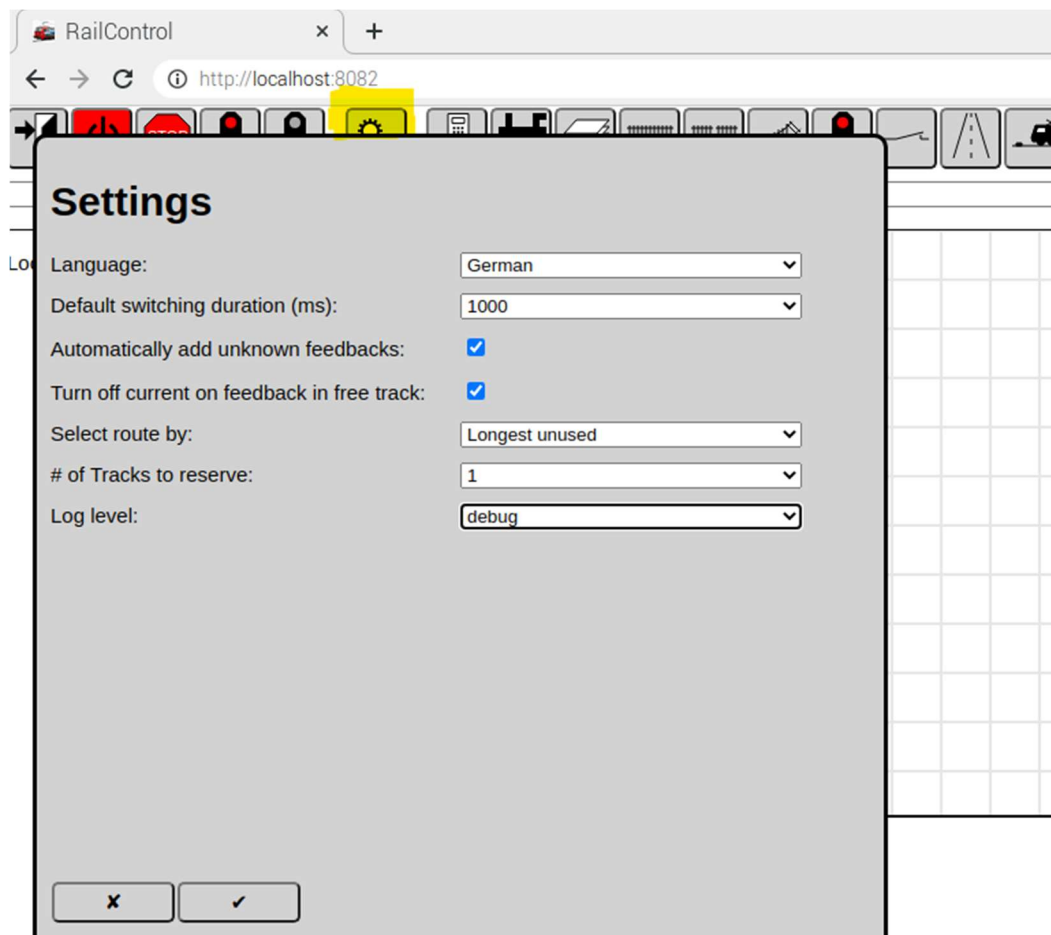 RailControl
http://localhost:8082
STOP
Settings
Language: German
Default switching duration (ms): 1000
Automatically add unknown feedbacks:
Turn off current on feedback in free track:
Select route by: Longest unused
# of Tracks to reserve: 1
Log level: debug